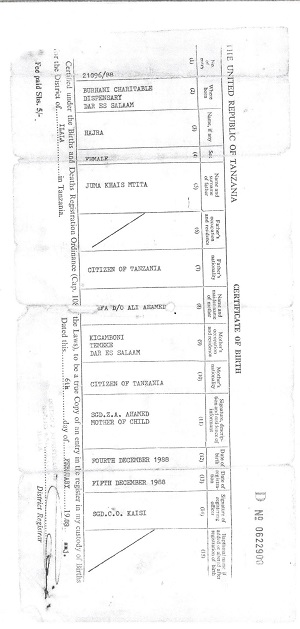 D
Nº 0622900
THE UNITED REPUBLIC OF TANZANIA
CERTIFICATE OF BIRTH
No. of entry
Where born
Name, if any
Sex
Name and surname of father
Father's occupation and residence
Father's nationality
Name and maiden name of mother
Mother's occupation and residence
Mother's nationality
Signature, description and residence of informant
Date of birth
Date of registration
Signature of registering officer
Baptismal name if added or altered after registration of birth
(1)
(2)
(3)
(4)
(5)
(6)
(7)
(8)
(9)
(10)
(11)
(12)
(13)
(14)
(15)
21096/88
BURHANI CHARITABLE
DISPENSARY
DAR ES SALAAM
HAJRA
FEMALE
JUMA KHAIS MTITA
CITIZEN OF TANZANIA
D/O ALI AHAMED
KIGAMBONI
TEMEKE
DAR ES SALAAM
CITIZEN OF TANZANIA
SGD.Z.A. AHAMED
MOTHER OF CHILD
FOURTH DECEMBER 1988
FIFTH DECEMBER 1988
SGD.C.O. KAISI
Certified under the Births and Deaths Registration Ordinance (Cap. 108 the Laws), to be a true Copy of an entry in the register in my custody of Births
for the District of ILALA in Tanzania.
Dated this 6th day of 19
Fee paid Shs. 5/-.
District Registrar